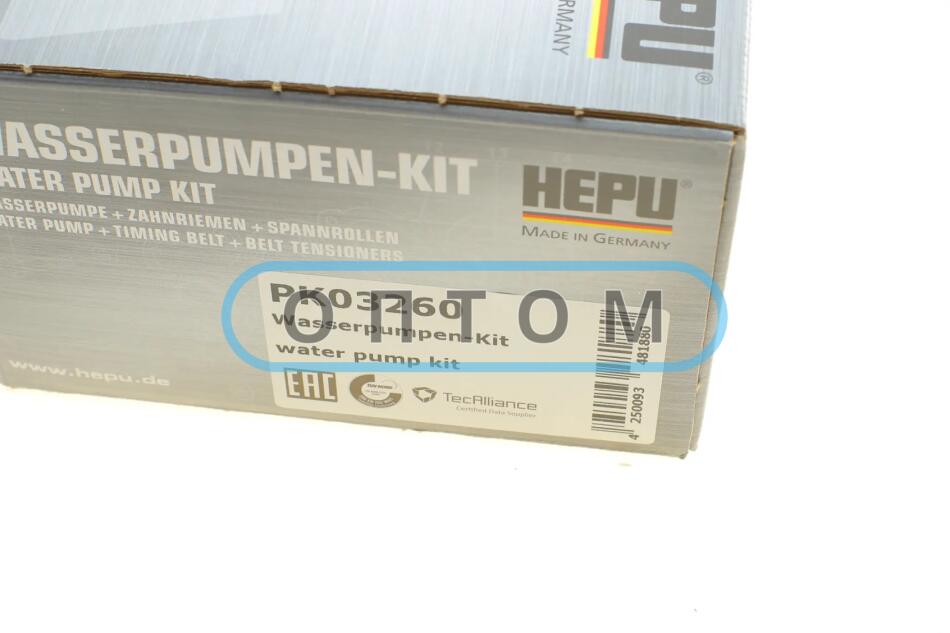 HEPU®
WASSERPUMPEN-KIT
WATER PUMP KIT
WASSERPUMPE + ZAHNRIEMEN + SPANNROLLEN
WATER PUMP + TIMING BELT + BELT TENSIONERS
HEPU®
MADE IN GERMANY
ОПТОМ
PK03260
Wasserpumpen-Kit
water pump kit
www.hepu.de
EAC
TecAlliance
Certified Data Supplier
4 250093 481880